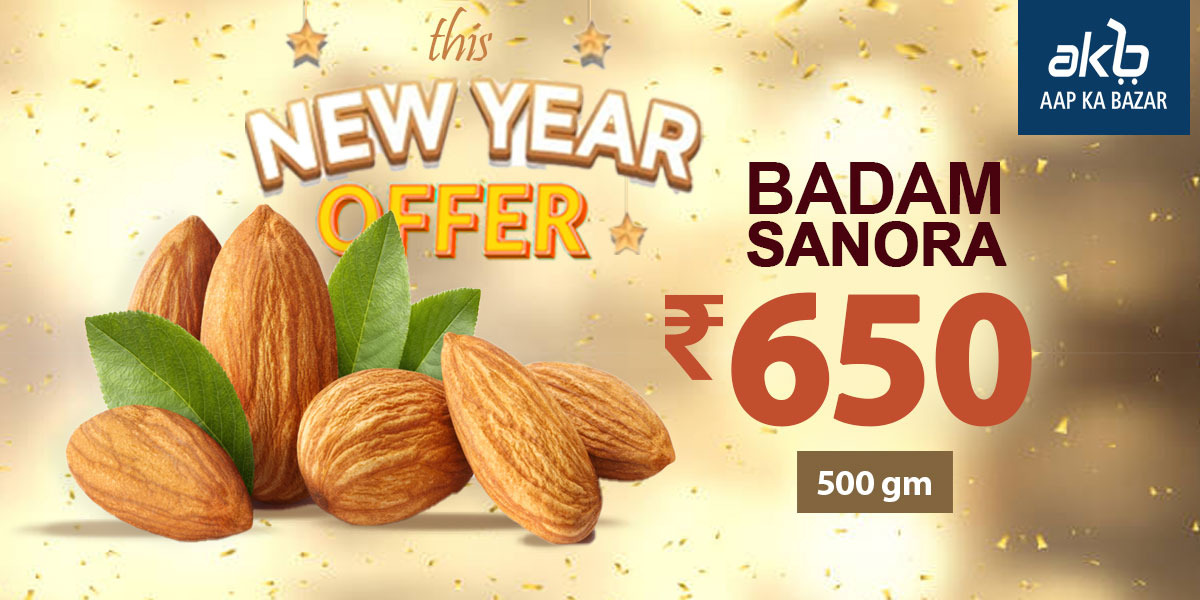 this
NEW YEAR
OFFER
akb
AAP KA BAZAR
BADAM
SANORA
₹650
500 gm